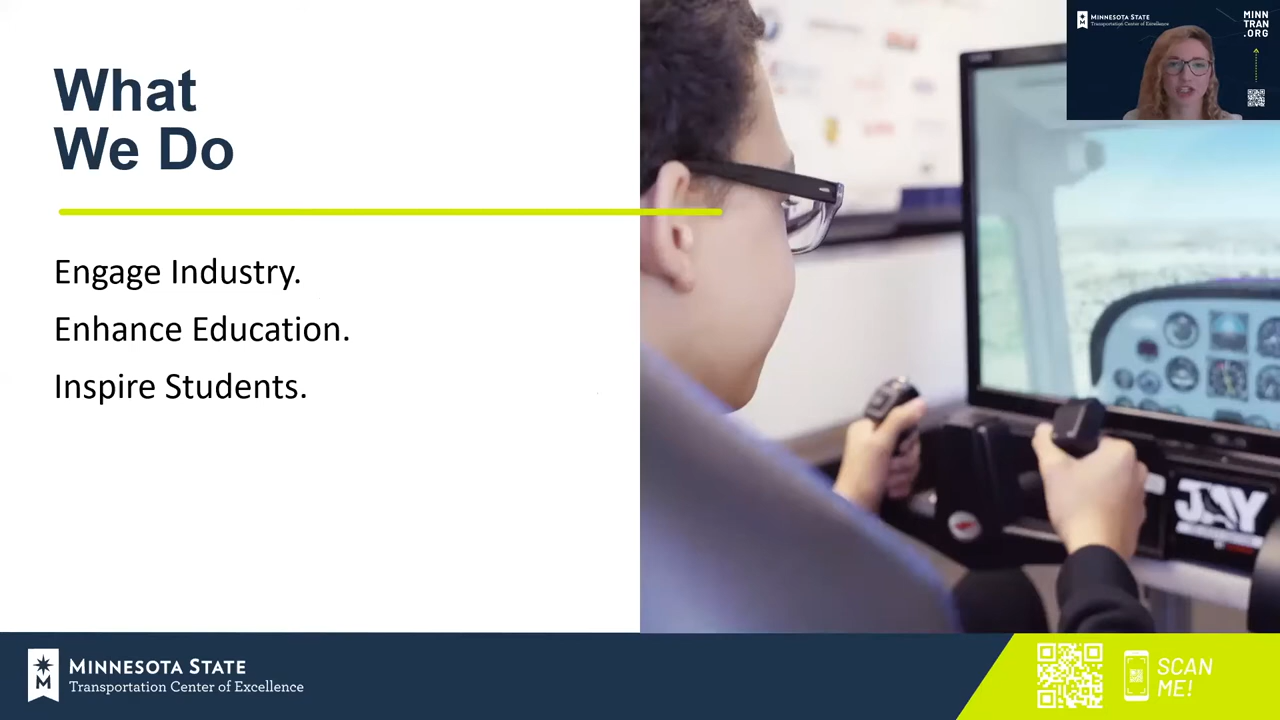 What
We Do
Engage Industry.
Enhance Education.
Inspire Students.
MINNESOTA STATE
Transportation Center of Excellence
MINN
TRAN
.ORG
JAY
MINNESOTA STATE
Transportation Center of Excellence
SCAN
ME!